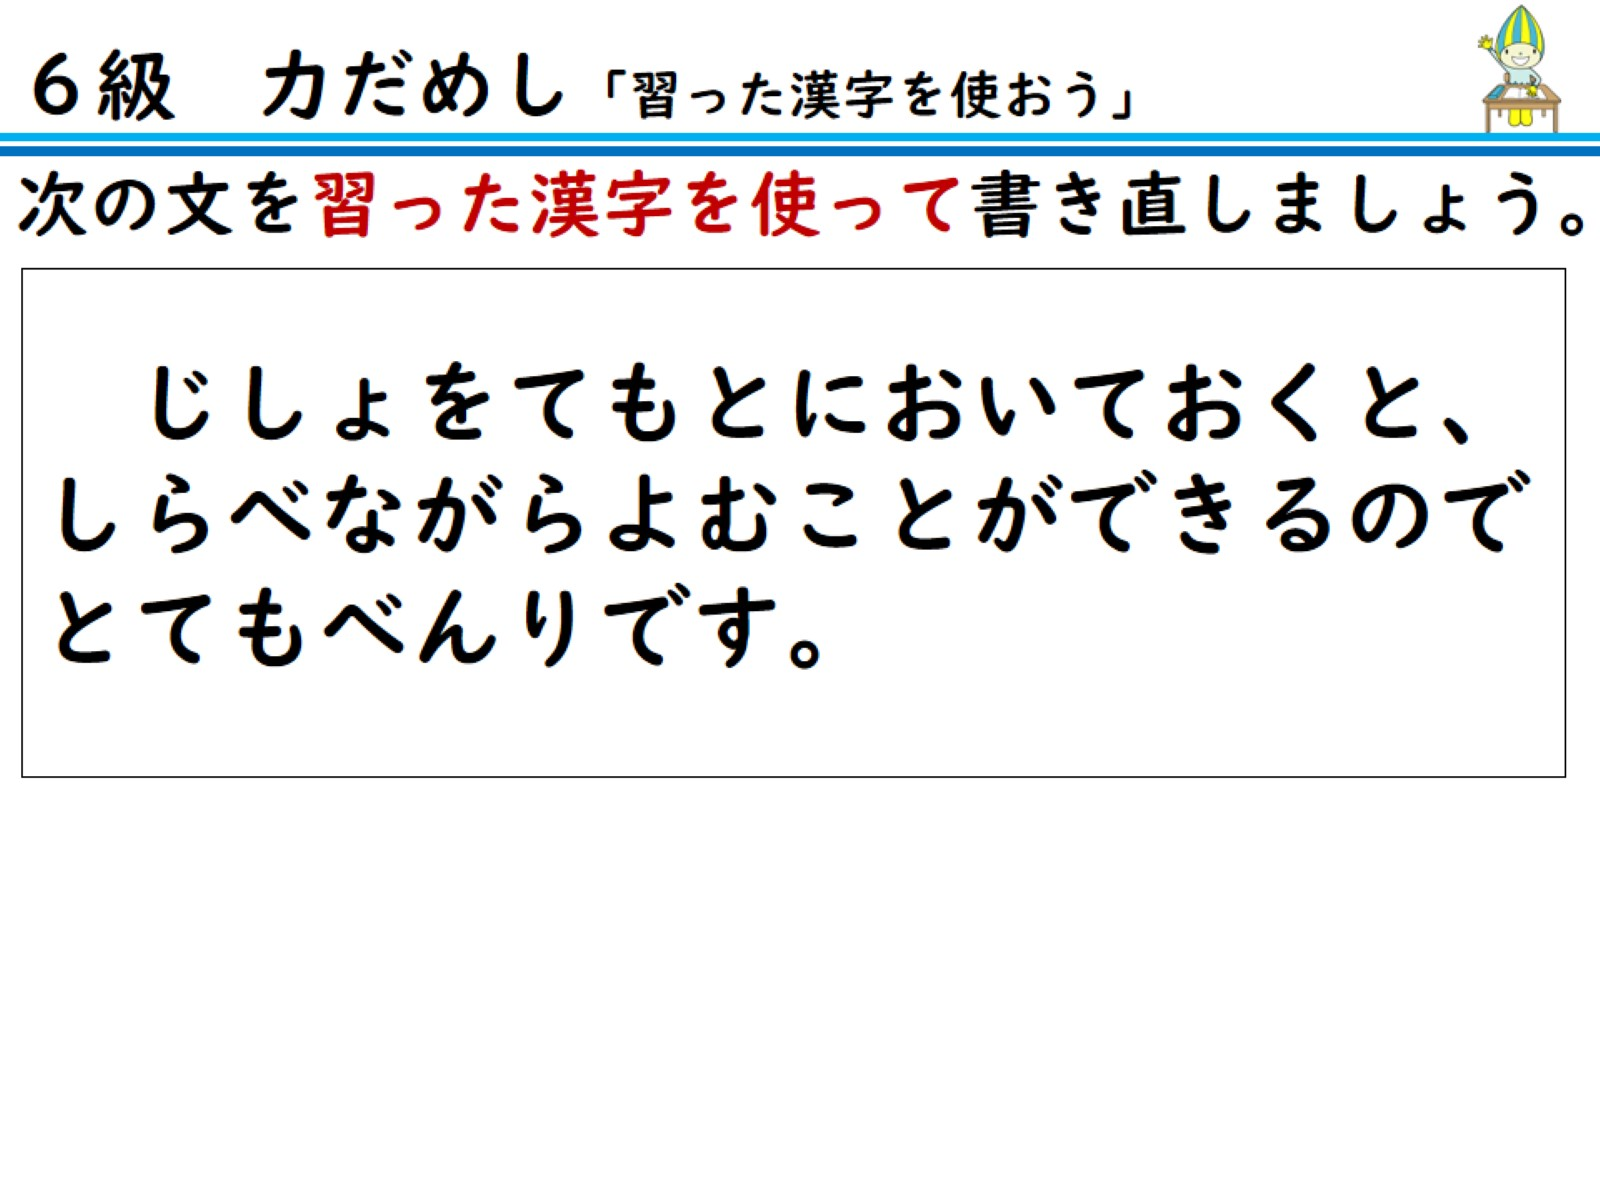 ６級　力だめし「習った漢字を使おう」
次の文を習った漢字を使って書き直しましょう。
　じしょをてもとにおいておくと、
しらべながらよむことができるので
とてもべんりです。